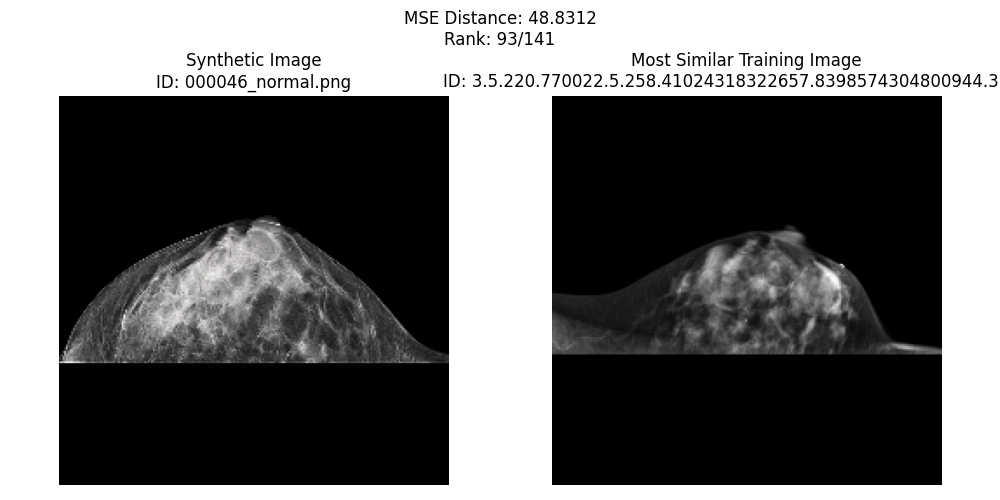 MSE Distance: 48.8312
Rank: 93/141
Synthetic Image
ID: 000046_normal.png
Most Similar Training Image
ID: 3.5.220.770022.5.258.41024318322657.8398574304800944.3